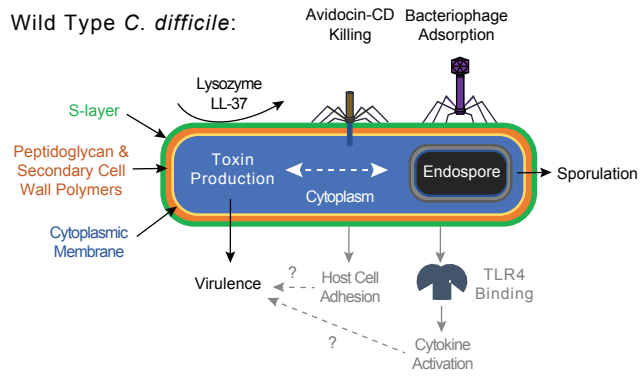 Wild Type C. difficile:
Avidocin-CD
Killing
Bacteriophage
Adsorption
Lysozyme
LL-37
S-layer
Peptidoglycan &
Secondary Cell
Wall Polymers
Cytoplasmic
Membrane
Toxin
Production
Cytoplasm
Endospore
Sporulation
Virulence
?
Host Cell
Adhesion
TLR4
Binding
?
Cytokine
Activation